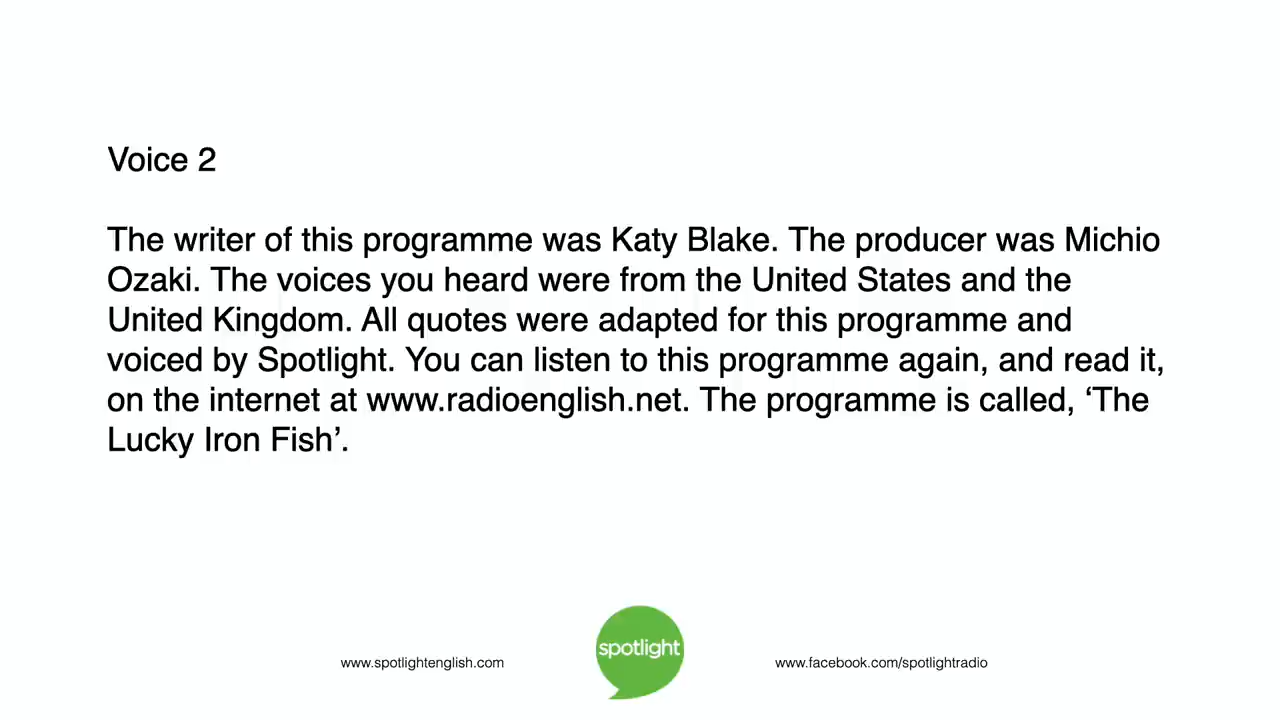 Voice 2
The writer of this programme was Katy Blake. The producer was Michio
Ozaki. The voices you heard were from the United States and the
United Kingdom. All quotes were adapted for this programme and
voiced by Spotlight. You can listen to this programme again, and read it,
on the internet at www.radioenglish.net. The programme is called, ‘The
Lucky Iron Fish’.
www.spotlightenglish.com
spotlight
www.facebook.com/spotlightradio